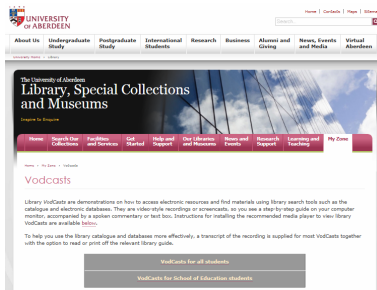 Home | Contacts | Maps | Sitema
UNIVERSITY
OF ABERDEEN
Search...
About Us
Undergraduate
Study
Postgraduate
Study
International
Students
Research
Business
Alumni and
Giving
News, Events
and Media
Virtual
Aberdeen
University Home > Library
The University of Aberdeen
Library, Special Collections
and Museums
Inspire to Enquire
Home
Search Our
Collections
Facilities
and Services
Get
Started
Help and
Support
Our Libraries
and Museums
News and
Events
Research
Support
Learning and
Teaching
My Zone
Home > My Zone > Vodcasts
Vodcasts
Library VodCasts are demonstrations on how to access electronic resources and find materials using library search tools such as the
catalogue and electronic databases. They are video-style recordings or screencasts, so you see a step-by-step guide on your computer
monitor, accompanied by a spoken commentary or text box. Instructions for installing the recommended media player to view library
VodCasts are available below.
To help you use the library catalogue and databases more effectively, a transcript of the recording is supplied for most VodCasts together
with the option to read or print off the relevant library guide.
VodCasts for all students
VodCasts for School of Education students